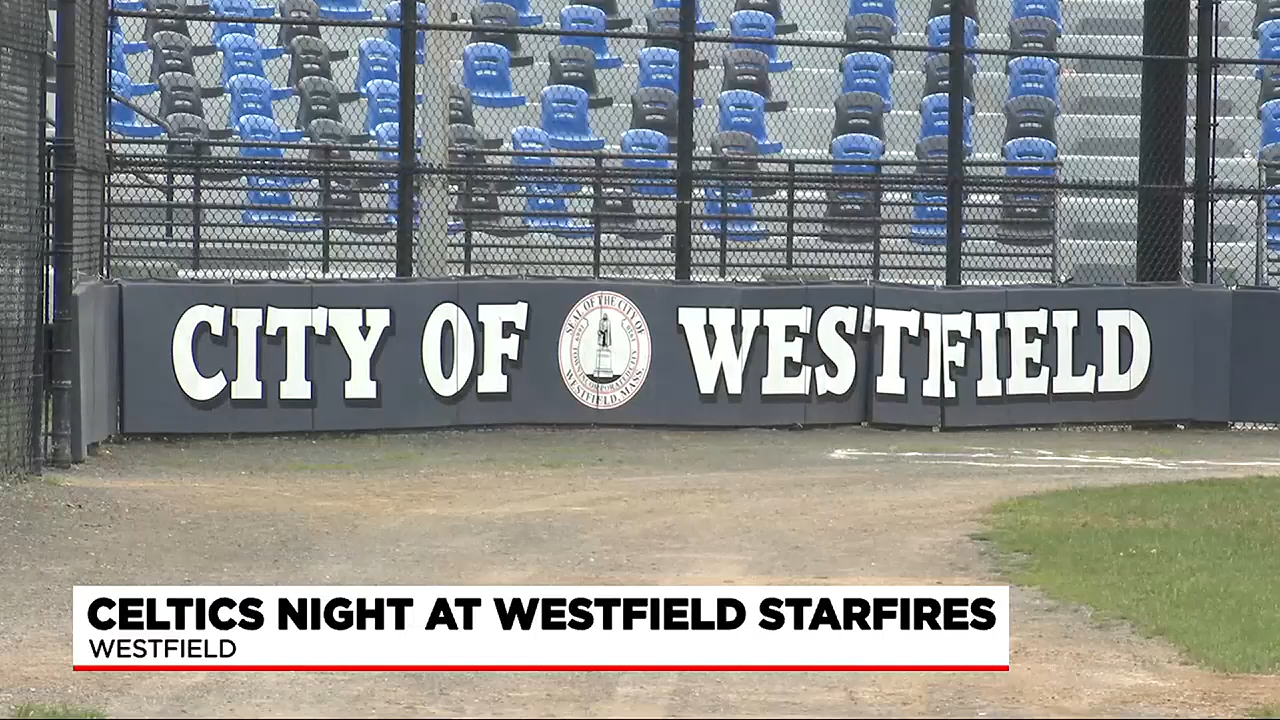 CITY OF WESTFIELD
SEAL OF THE CITY OF
WESTFIELD, MASS.
CELTICS NIGHT AT WESTFIELD STARFIRES
WESTFIELD